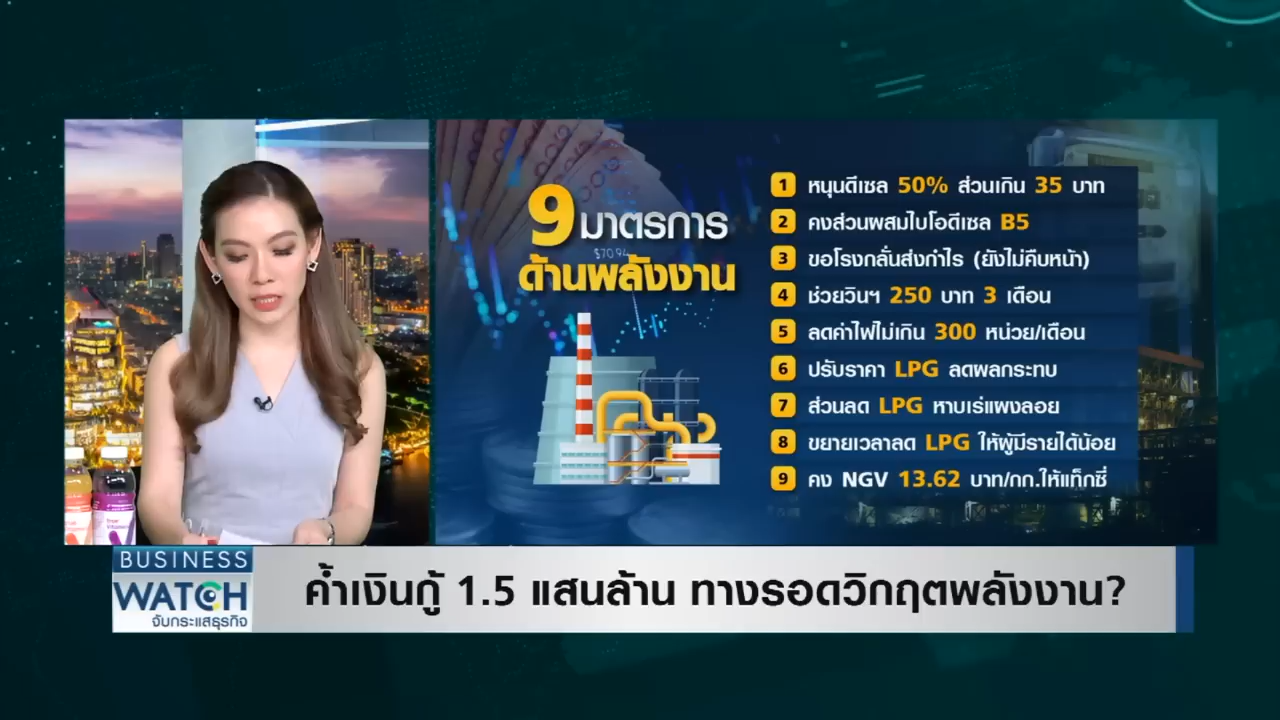 9 มาตรการ
ด้านพลังงาน
$70.94
1 หนุนดีเซล 50% ส่วนเกิน 35 บาท
2 คงส่วนผสมไบโอดีเซล B5
3 ขอโรงกลั่นส่งกำไร (ยังไม่คืบหน้า)
4 ช่วยวินฯ 250 บาท 3 เดือน
5 ลดค่าไฟไม่เกิน 300 หน่วย/เดือน
6 ปรับราคา LPG ลดผลกระทบ
7 ส่วนลด LPG หาบเร่แผงลอย
8 ขยายเวลาลด LPG ให้ผู้มีรายได้น้อย
9 คง NGV 13.62 บาท/กก.ให้แท็กซี่
BUSINESS
WATCH
จับกระแสธุรกิจ
ค้ำเงินกู้ 1.5 แสนล้าน ทางรอดวิกฤตพลังงาน?